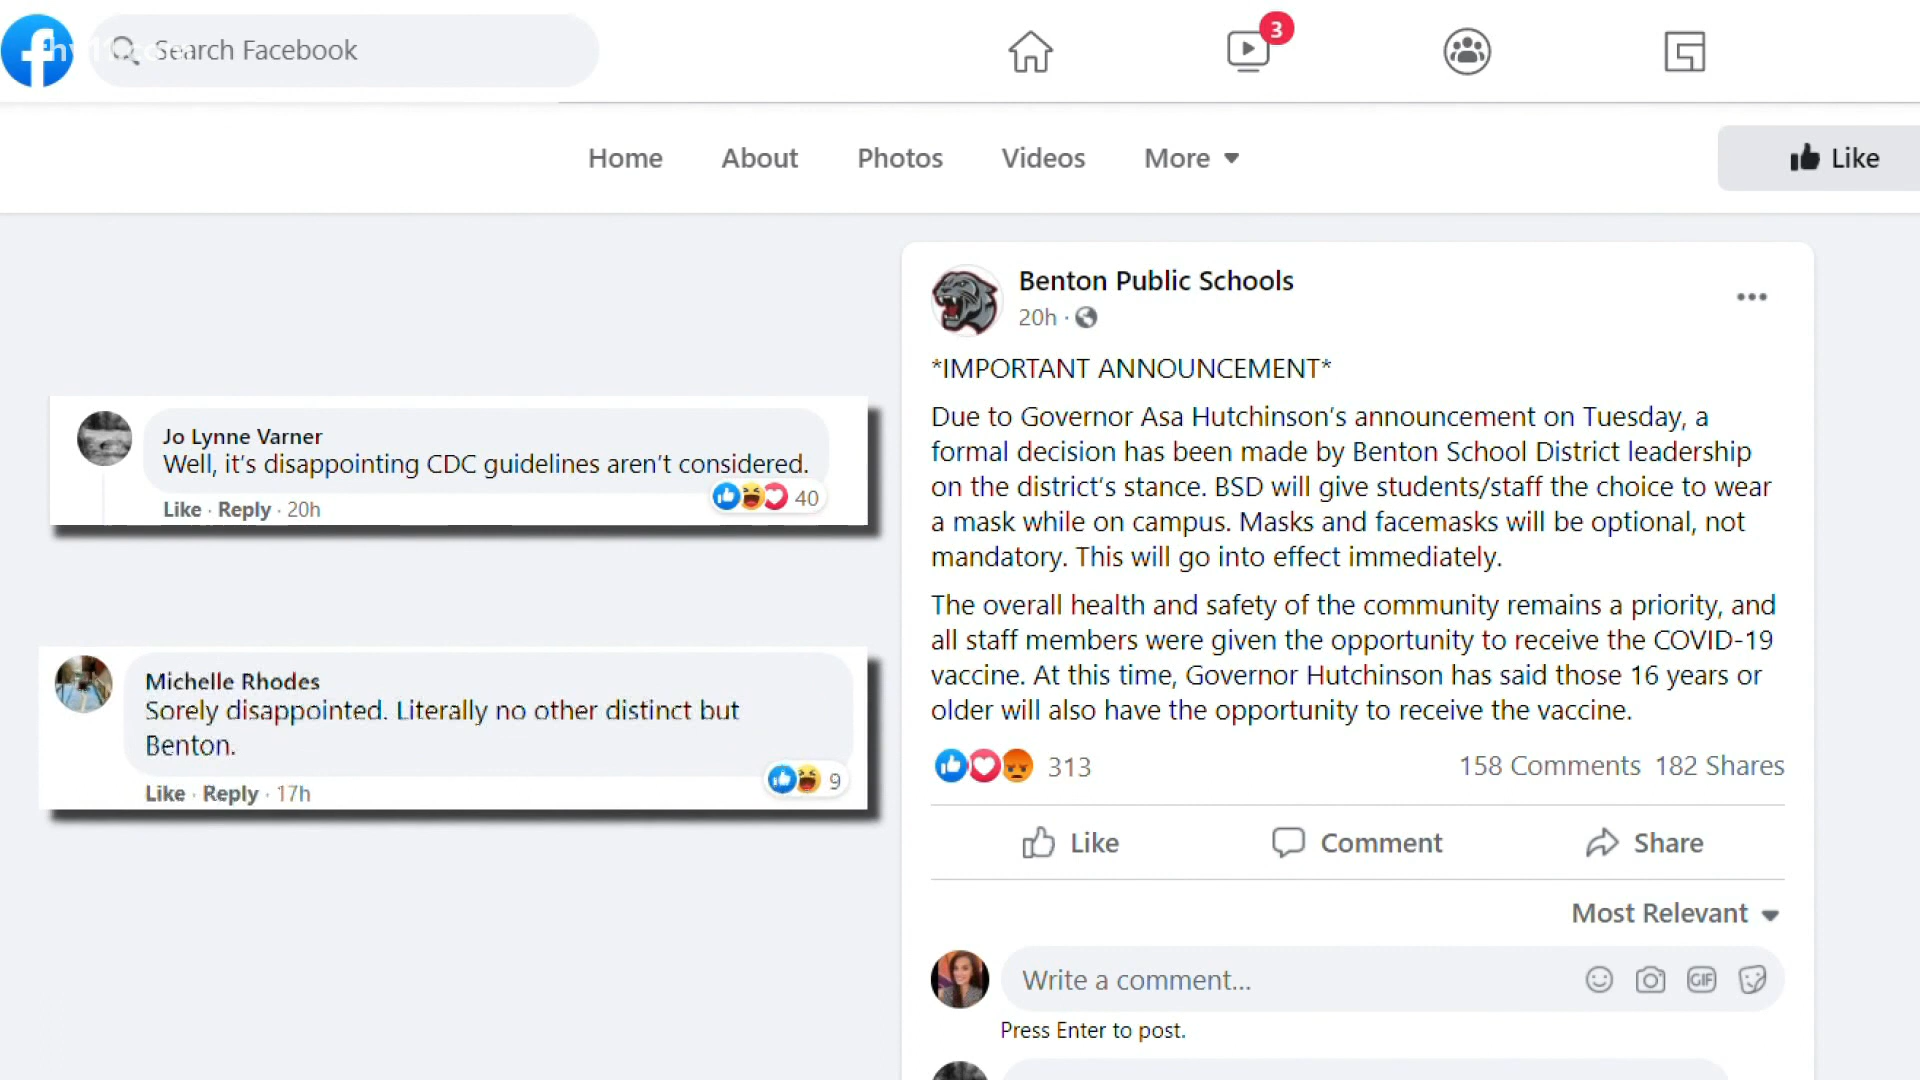 Search Facebook
3
Home
About
Photos
Videos
More
Like
Jo Lynne Varner
Well, it's disappointing CDC guidelines aren't considered.
40
Like · Reply · 20h
Michelle Rhodes
Sorely disappointed. Literally no other distinct but
Benton.
9
Like · Reply · 17h
Benton Public Schools
20h ·
*IMPORTANT ANNOUNCEMENT*
Due to Governor Asa Hutchinson's announcement on Tuesday, a
formal decision has been made by Benton School District leadership
on the district's stance. BSD will give students/staff the choice to wear
a mask while on campus. Masks and facemasks will be optional, not
mandatory. This will go into effect immediately.
The overall health and safety of the community remains a priority, and
all staff members were given the opportunity to receive the COVID-19
vaccine. At this time, Governor Hutchinson has said those 16 years or
older will also have the opportunity to receive the vaccine.
313
158 Comments 182 Shares
Like
Comment
Share
Most Relevant
Write a comment...
GIF
Press Enter to post.